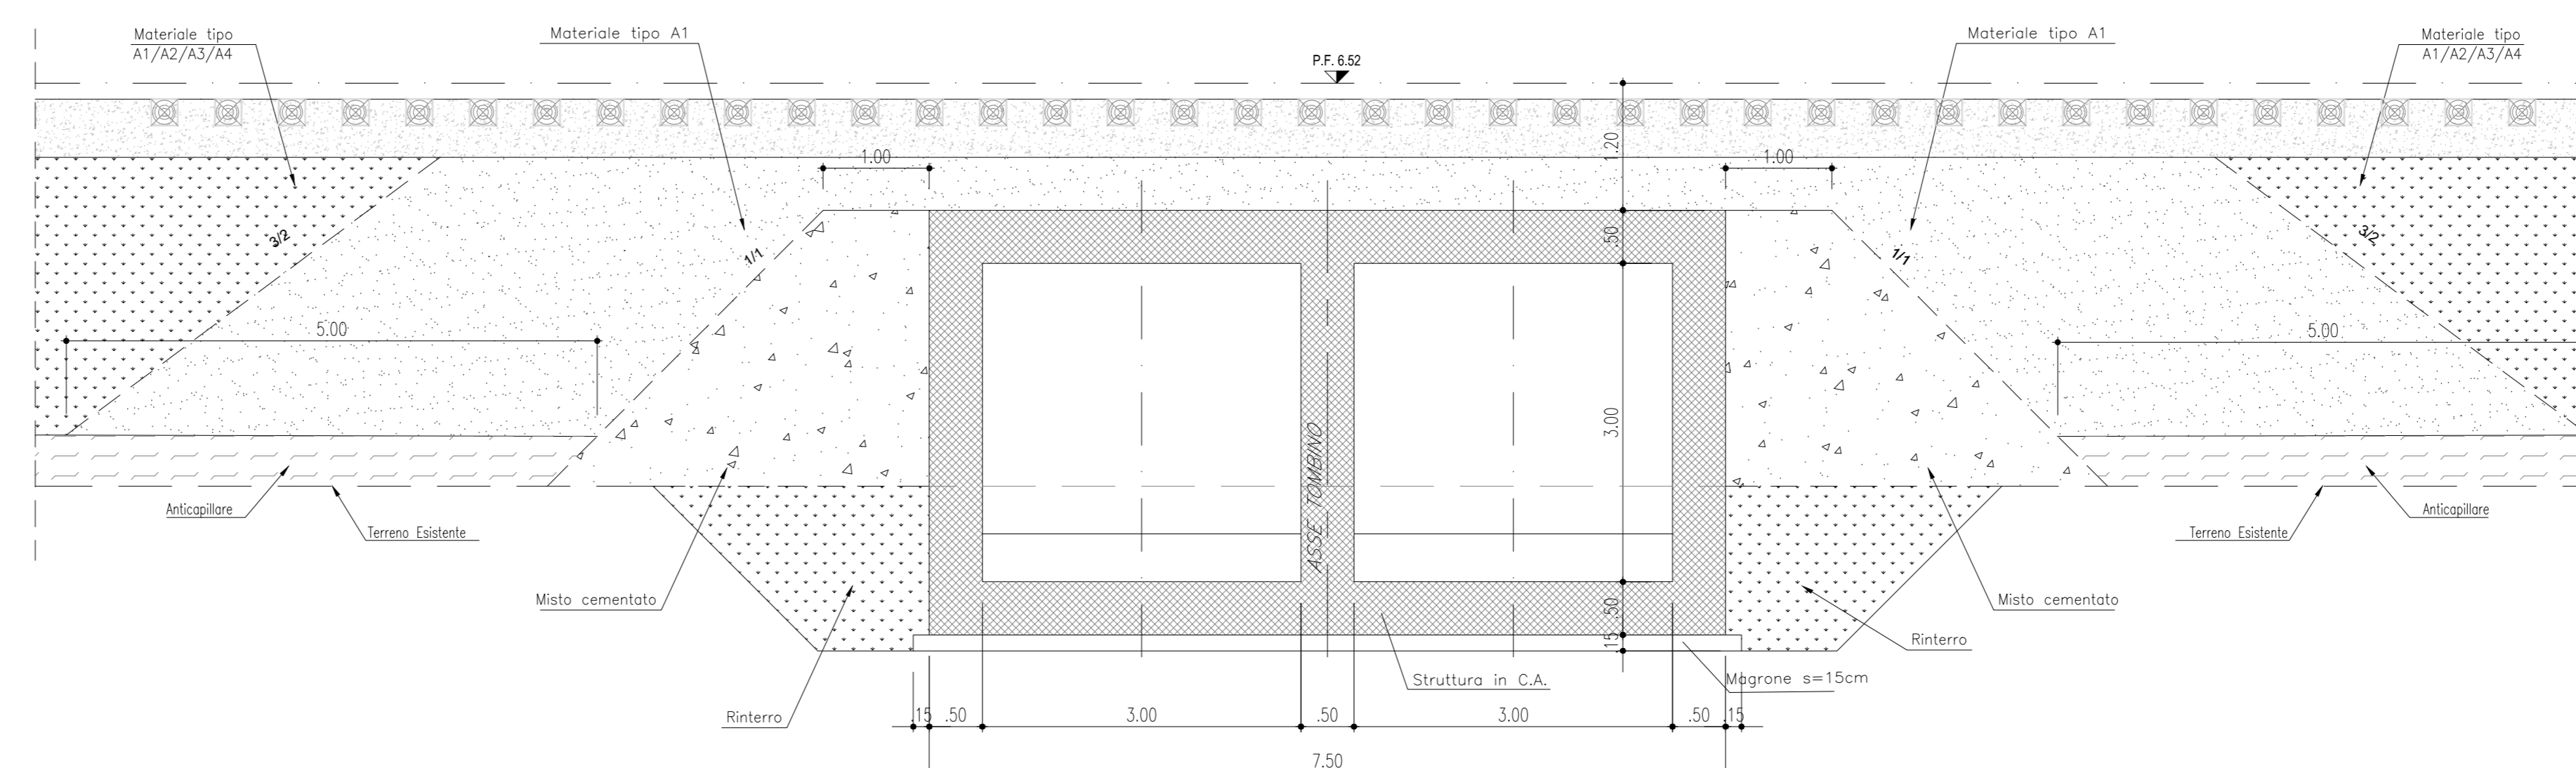 Materiale tipo
A1/A2/A3/A4
Materiale tipo A1
P.F. 6.52
Materiale tipo A1
Materiale tipo
A1/A2/A3/A4
1.20
1.00
1.00
3/2
1/1
.50
1/1
3/2
5.00
5.00
3.00
ASSE TOMBINO
Anticapillare
Terreno Esistente
Terreno Esistente
Anticapillare
Misto cementato
.50
Misto cementato
15
Rinterro
Struttura in C.A.
Magrone s=15cm
Rinterro
.15 .50 3.00 .50 3.00 .50 .15
7.50